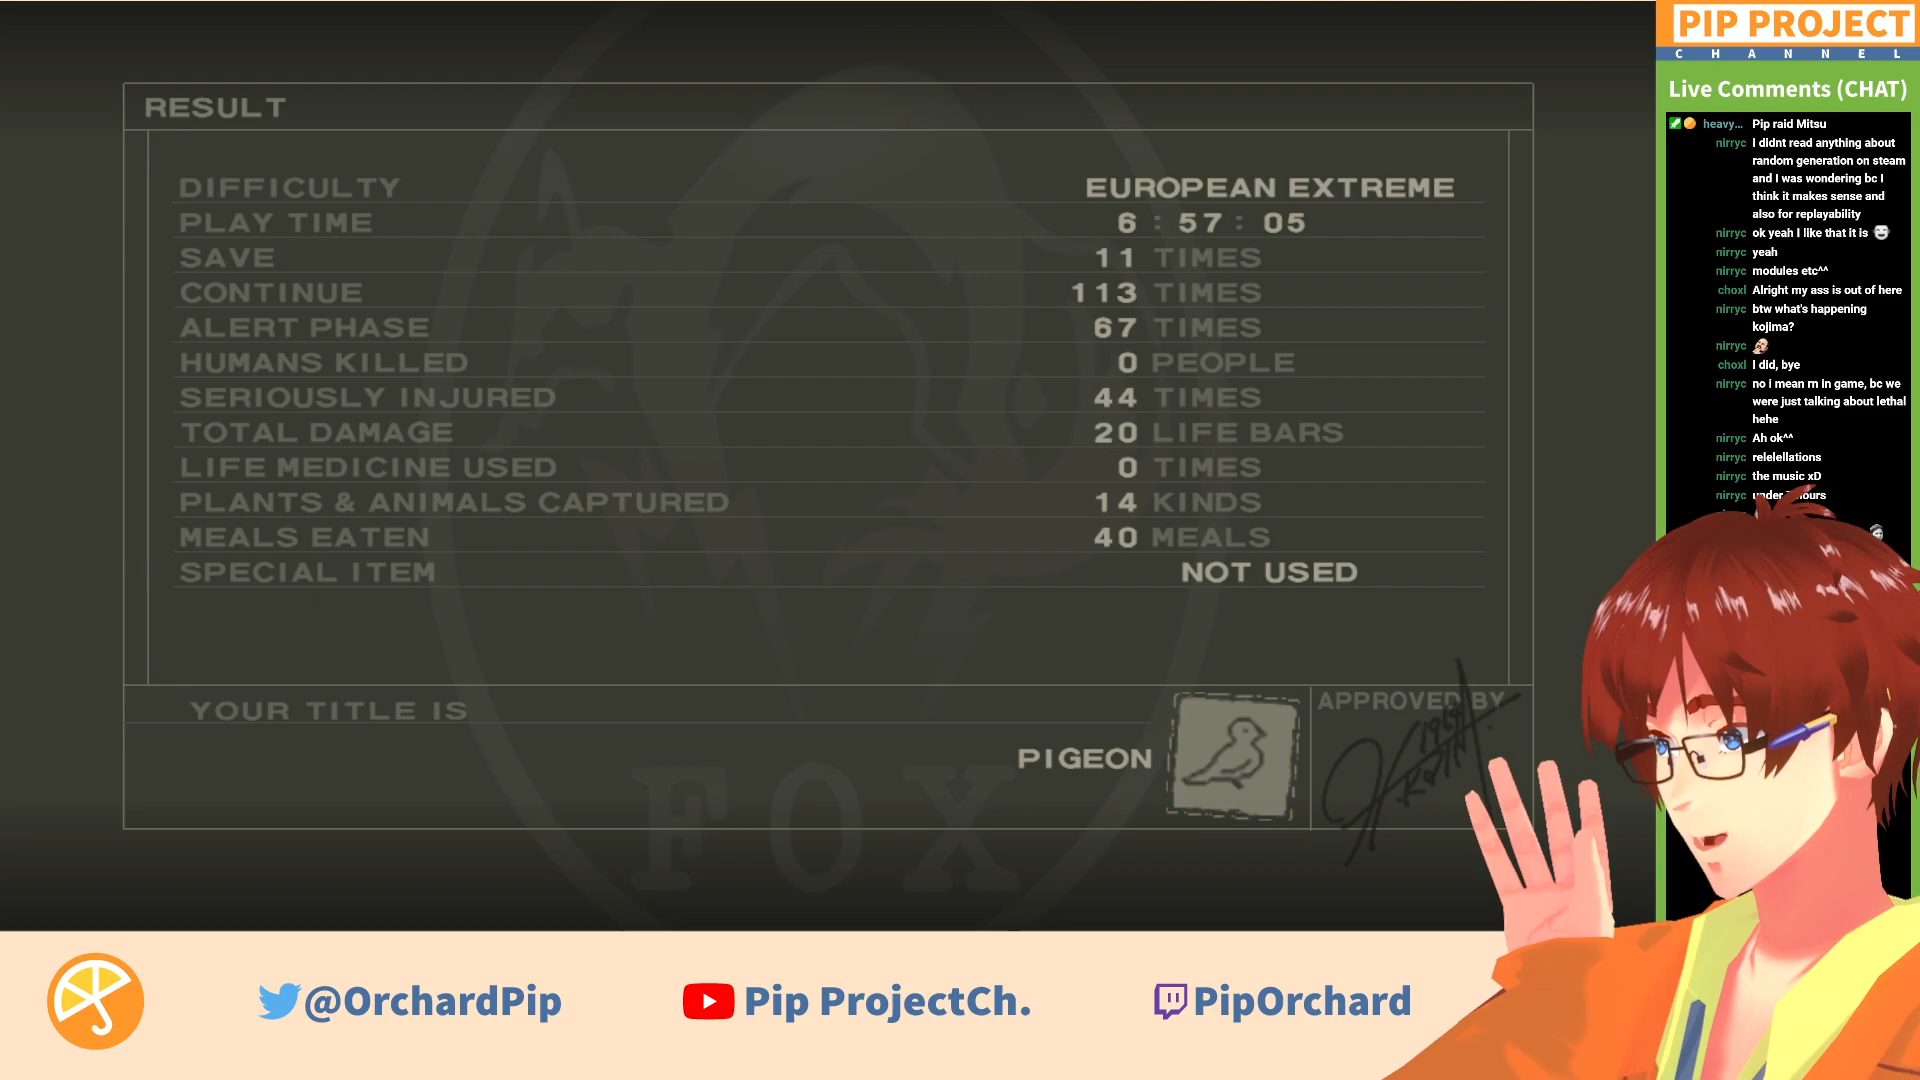 RESULT
DIFFICULTY EUROPEAN EXTREME
PLAY TIME 6 : 57 : 05
SAVE 11 TIMES
CONTINUE 113 TIMES
ALERT PHASE 67 TIMES
HUMANS KILLED 0 PEOPLE
SERIOUSLY INJURED 44 TIMES
TOTAL DAMAGE 20 LIFE BARS
LIFE MEDICINE USED 0 TIMES
PLANTS & ANIMALS CAPTURED 14 KINDS
MEALS EATEN 40 MEALS
SPECIAL ITEM NOT USED
YOUR TITLE IS
PIGEON
APPROVED BY
FOX
PIP PROJECT
CHANNEL
Live Comments (CHAT)
heavy... Pip raid Mitsu
nirryc I didnt read anything about
random generation on steam
and I was wondering bc I
think it makes sense and
also for replayability
nirryc ok yeah I like that it is
nirryc yeah
nirryc modules etc^^
choxl Alright my ass is out of here
nirryc btw what's happening
kojima?
nirryc
choxl I did, bye
nirryc no i mean rn in game, bc we
were just talking about lethal
hehe
nirryc Ah ok^^
nirryc relelellations
nirryc the music xD
nirryc under hours
@OrchardPip
Pip ProjectCh.
PipOrchard